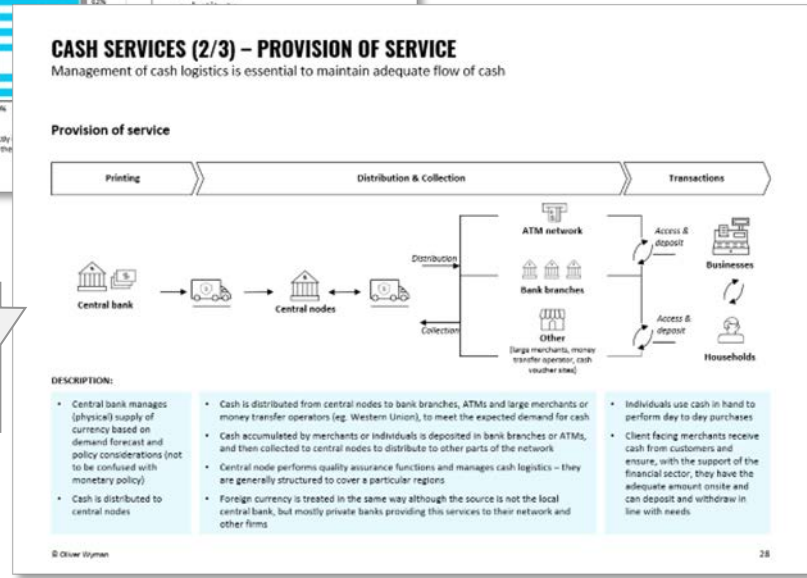 CASH SERVICES (2/3) – PROVISION OF SERVICE
Management of cash logistics is essential to maintain adequate flow of cash
Provision of service
Printing
Distribution & Collection
Transactions
Central bank
Central nodes
Distribution
Collection
ATM network
Bank branches
Other
(large merchants, money
transfer operator, cash
voucher sites)
Access &
deposit
Access &
deposit
Businesses
Households
DESCRIPTION:
• Central bank manages
(physical) supply of
currency based on
demand forecast and
policy considerations (not
to be confused with
monetary policy)
• Cash is distributed to
central nodes
• Cash is distributed from central nodes to bank branches, ATMs and large merchants or
money transfer operators (eg. Western Union), to meet the expected demand for cash
• Cash accumulated by merchants or individuals is deposited in bank branches or ATMs,
and then collected to central nodes to distribute to other parts of the network
• Central node performs quality assurance functions and manages cash logistics – they
are generally structured to cover a particular regions
• Foreign currency is treated in the same way although the source is not the local
central bank, but mostly private banks providing this services to their network and
other firms
• Individuals use cash in hand to
perform day to day purchases
• Client facing merchants receive
cash from customers and
ensure, with the support of the
financial sector, they have the
adequate amount onsite and
can deposit and withdraw in
line with needs
© Oliver Wyman
28